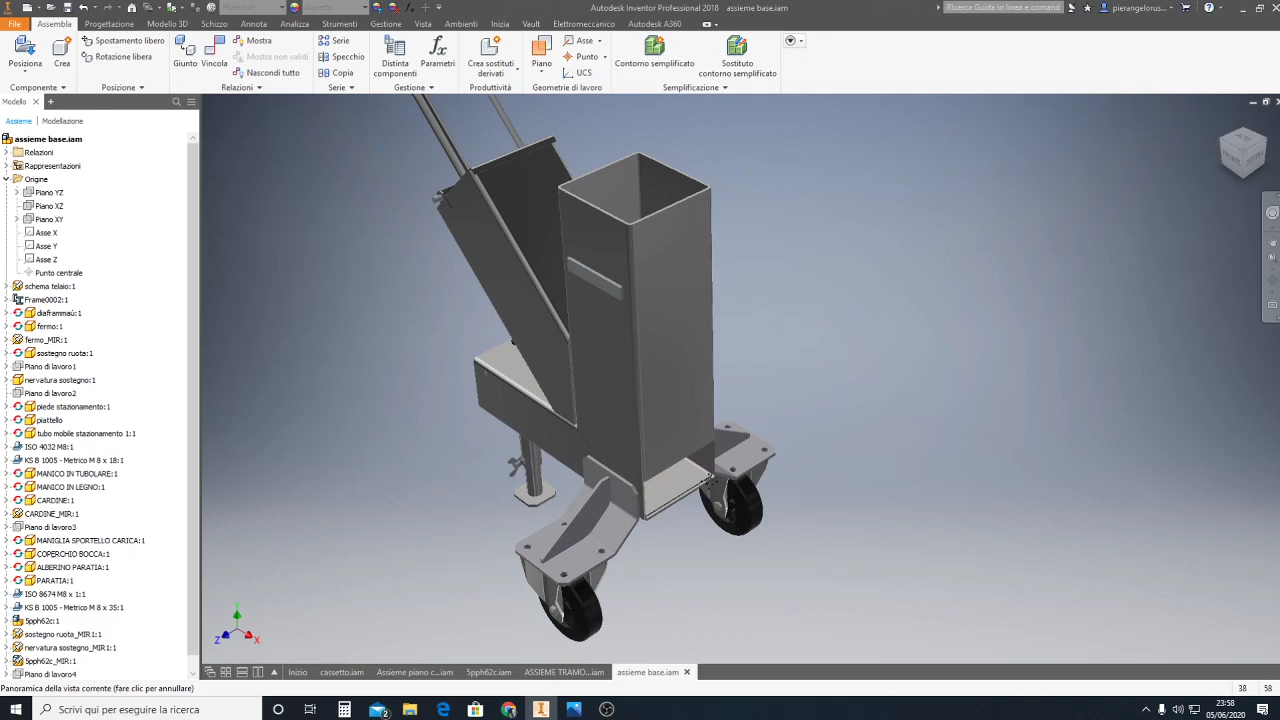 Materiale
Aspetto
Autodesk Inventor Professional 2019   assieme base.iam
Ricerca Guida in linea e comand
pierangelorus...
File
Assembla
Progettazione
Modello 3D
Schizzo
Annota
Analizza
Strumenti
Gestione
Vista
Ambienti
Inizia
Vault
Elettromeccanico
Autodesk A360
Posiziona
Crea
Spostamento libero
Rotazione libera
Giunto
Vincola
Mostra
Mostra non validi
Nascondi tutto
Serie
Specchio
Copia
Distinta componenti
Parametri
Crea sostituti derivati
Piano
Asse
Punto
UCS
Contorno semplificato
Sostituto contorno semplificato
Componente
Posizione
Relazioni
Serie
Gestione
Produttività
Geometrie di lavoro
Semplificazione
Modello
Assieme
Modellazione
assieme base.iam
Relazioni
Rappresentazioni
Origine
Piano YZ
Piano XZ
Piano XY
Asse X
Asse Y
Asse Z
Punto centrale
schema telaio:1
Frame0002:1
diaframmaù:1
fermo:1
fermo_MIR:1
sostegno ruota:1
Piano di lavoro1
nervatura sostegno:1
Piano di lavoro2
piede stazionamento:1
piattello
tubo mobile stazionamento 1:1
ISO 4032 M8:1
KS B 1005 - Metrico M 8 x 18:1
MANICO IN TUBOLARE:1
MANICO IN LEGNO:1
CARDINE:1
CARDINE_MIR:1
Piano di lavoro3
MANIGLIA SPORTELLO CARICA:1
COPERCHIO BOCCA:1
ALBERINO PARATIA:1
PARATIA:1
ISO 8674 M8 x 1:1
KS B 1005 - Metrico M 8 x 35:1
5pph62c:1
sostegno ruota_MIR1:1
nervatura sostegno_MIR1:1
5pph62c_MIR:1
Piano di lavoro4
Y
Z
X
Inizio
cassetto.iam
Assieme piano c...iam
5pph62c.iam
ASSIEME TRAMO...iam
assieme base.iam
Panoramica della vista corrente (fare clic per annullare)
38
58
Scrivi qui per eseguire la ricerca
23:58
05/06/2020